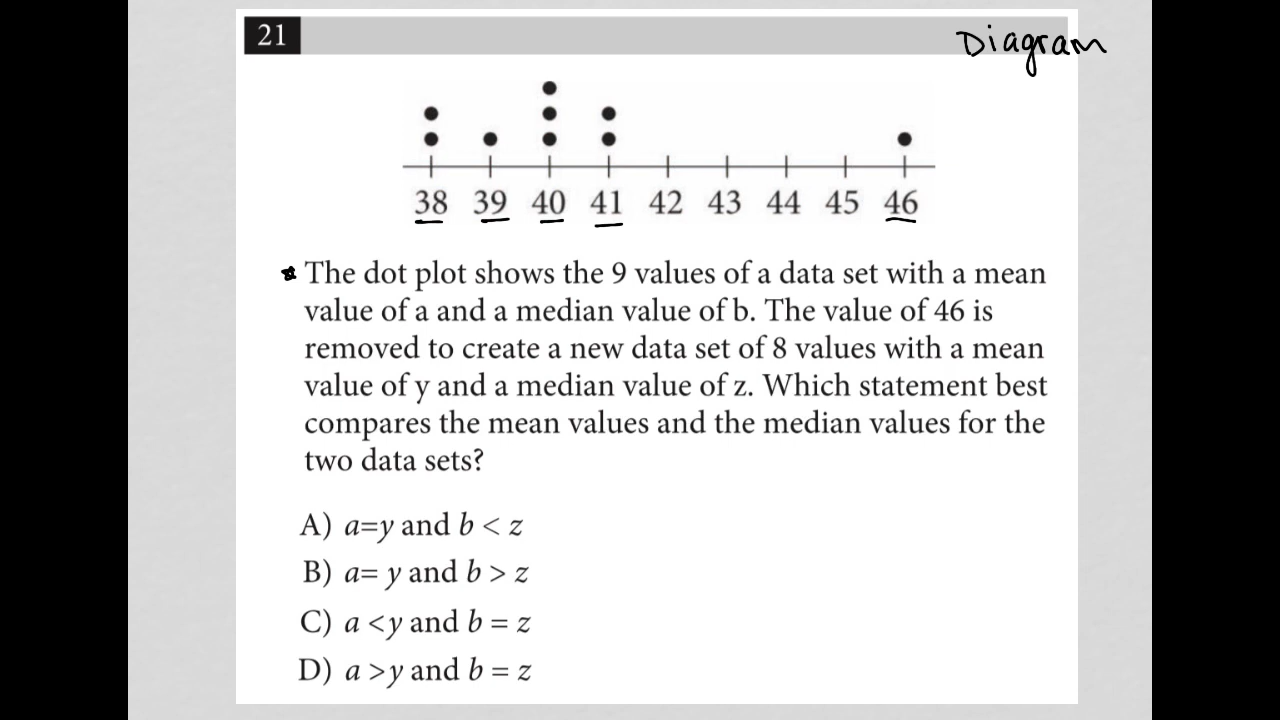 21
Diagram
38 39 40 41 42 43 44 45 46
The dot plot shows the 9 values of a data set with a mean
value of a and a median value of b. The value of 46 is
removed to create a new data set of 8 values with a mean
value of y and a median value of z. Which statement best
compares the mean values and the median values for the
two data sets?
A) a=y and b < z
B) a= y and b > z
C) a <y and b = z
D) a >y and b = z